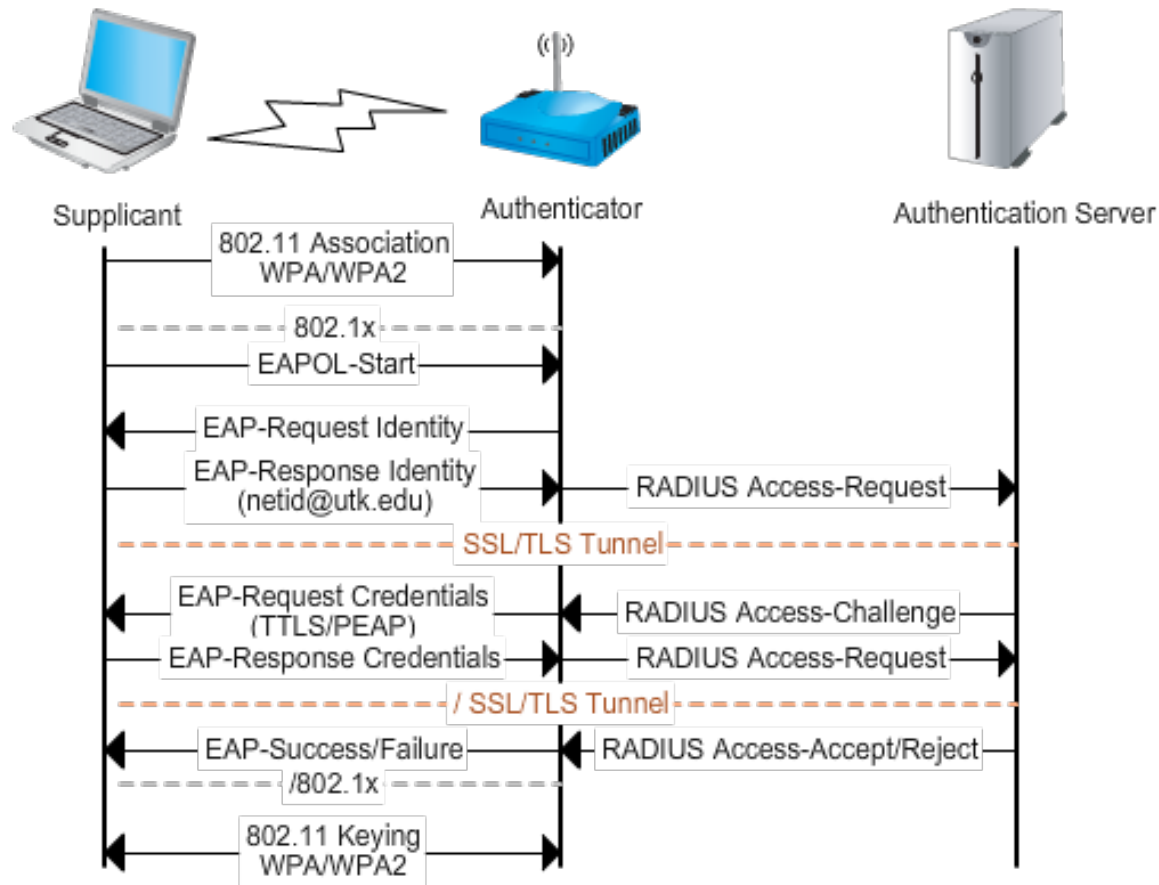 Supplicant
Authenticator
Authentication Server
802.11 Association
WPA/WPA2
802.1x
EAPOL-Start
EAP-Request Identity
EAP-Response Identity
(netid@utk.edu)
RADIUS Access-Request
SSL/TLS Tunnel
EAP-Request Credentials
(TTLS/PEAP)
RADIUS Access-Challenge
EAP-Response Credentials
RADIUS Access-Request
/ SSL/TLS Tunnel
EAP-Success/Failure
RADIUS Access-Accept/Reject
/802.1x
802.11 Keying
WPA/WPA2